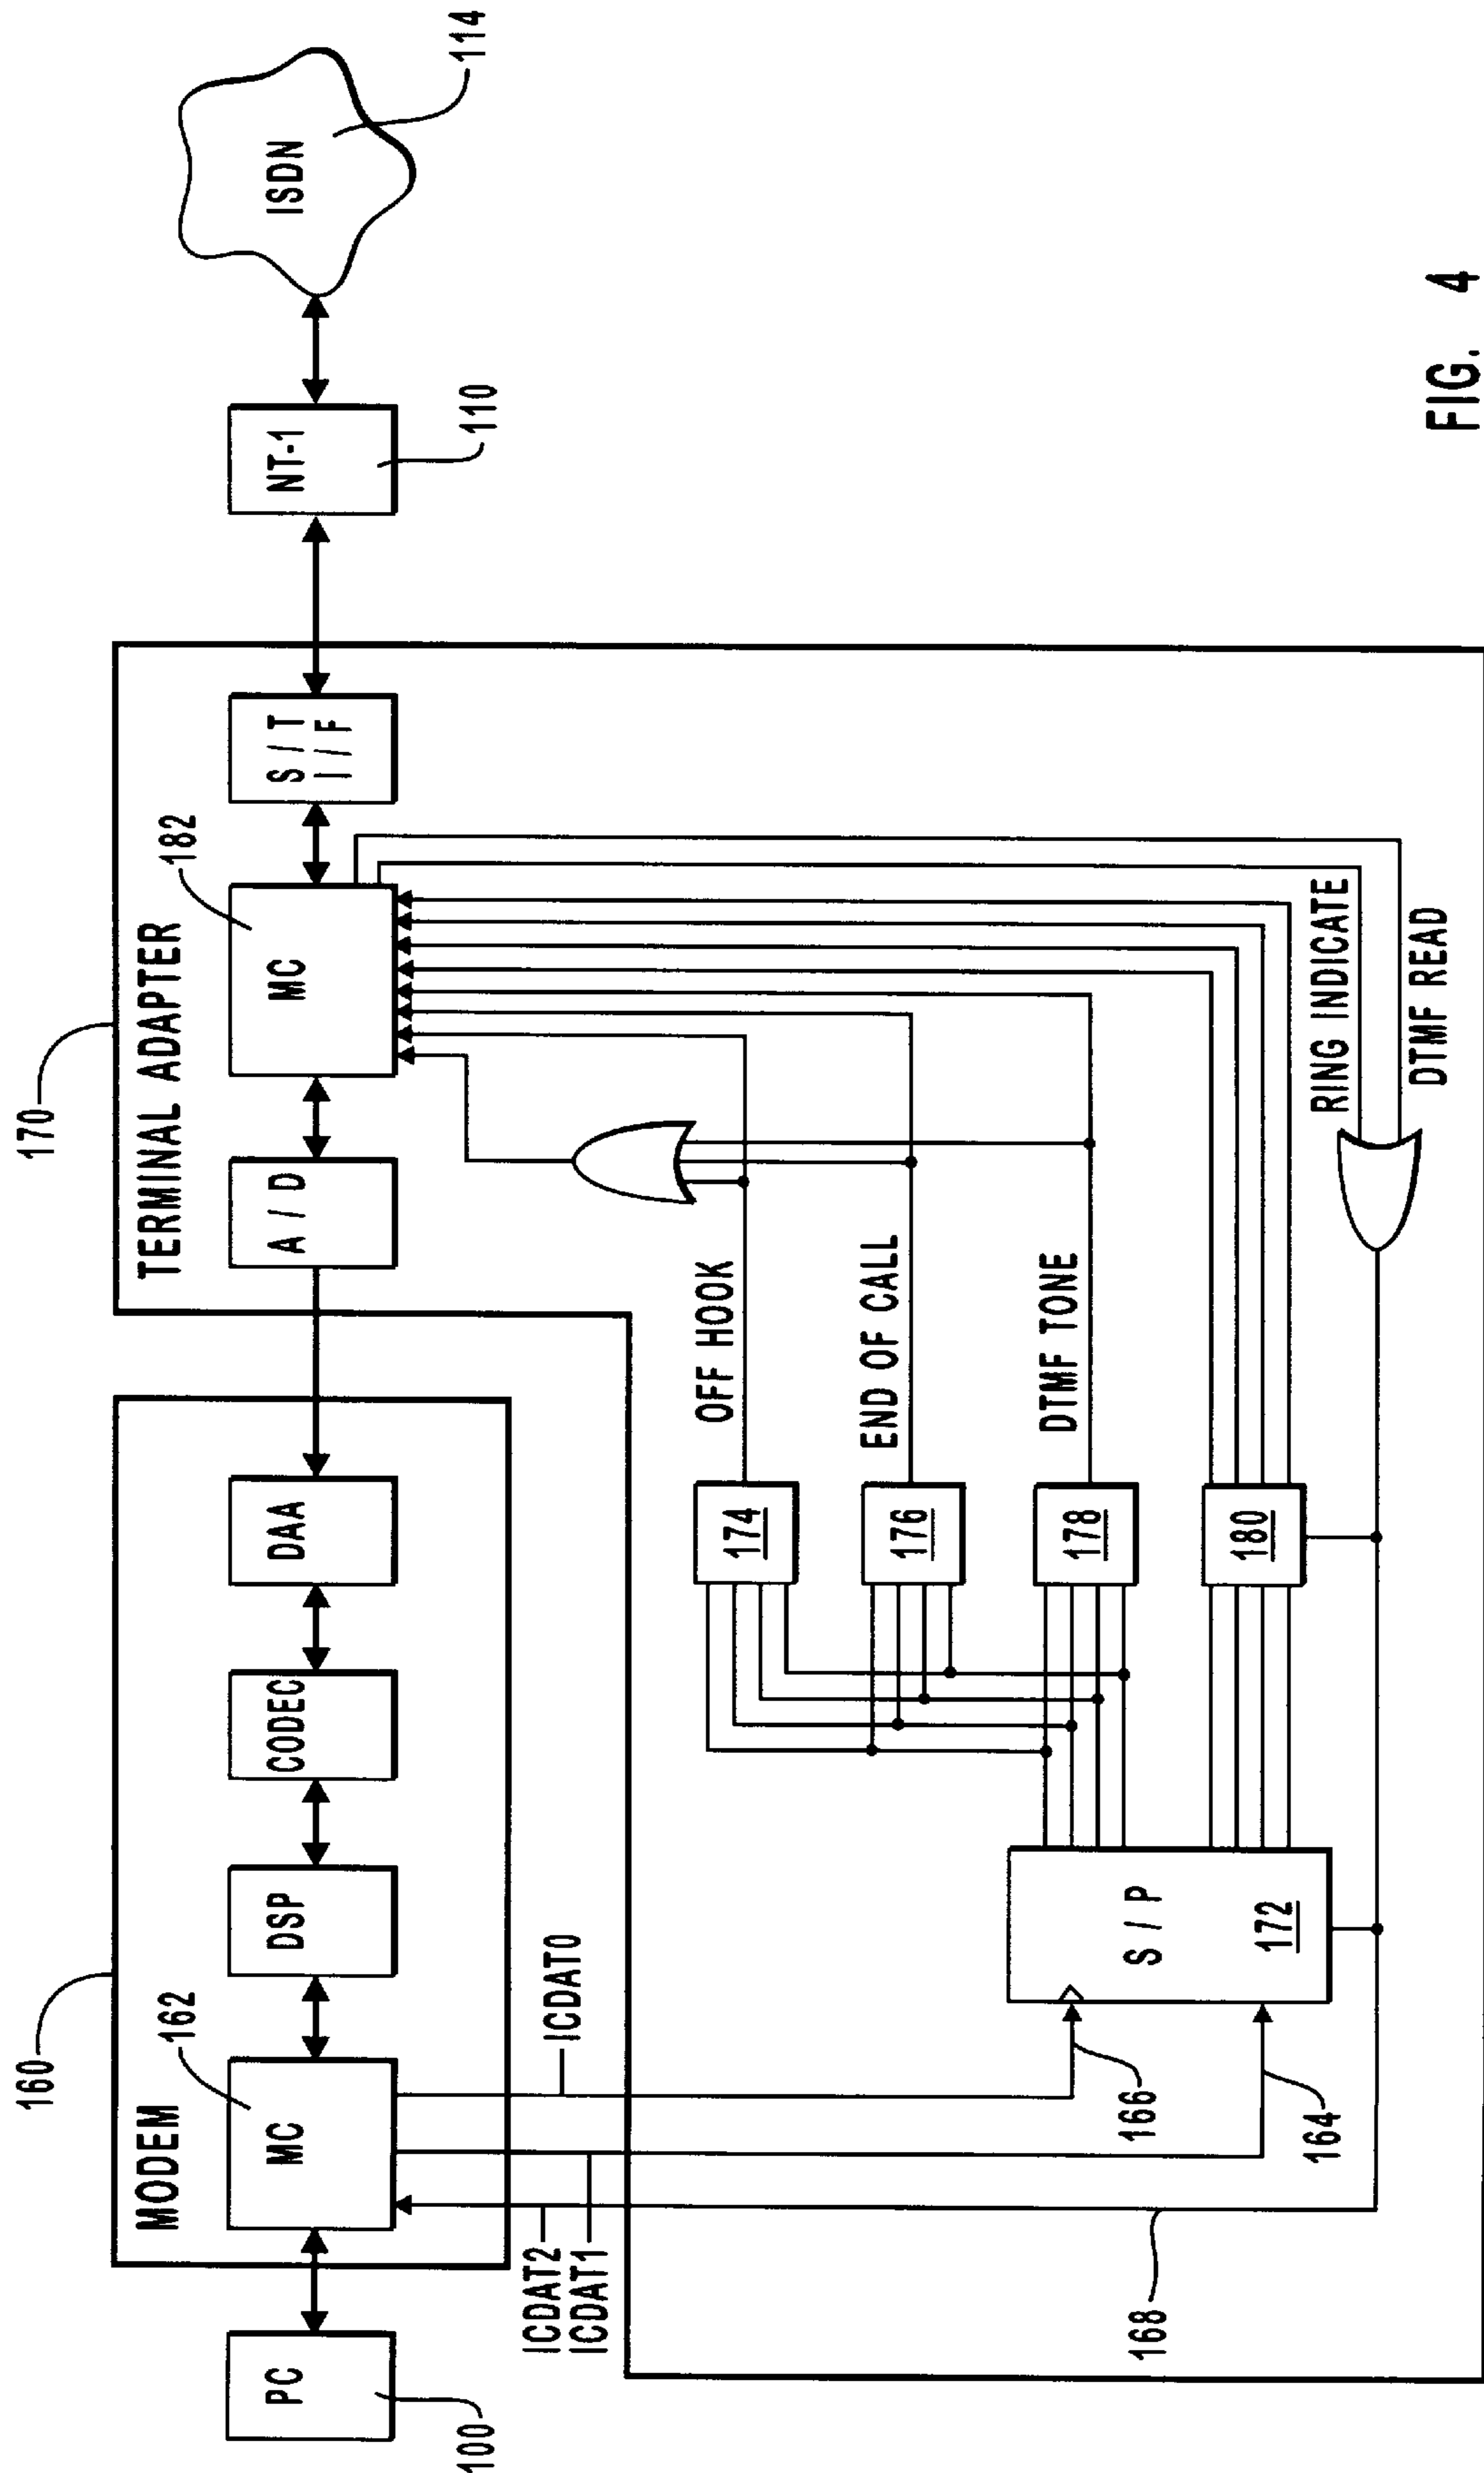 160
170
MODEM
TERMINAL ADAPTER
162
182
PC
MC
DSP
CODEC
DAA
A / D
MC
S / T
I / F
NT-1
ISDN
100
110
114
ICDAT2
ICDAT1
ICDAT0
OFF HOOK
END OF CALL
DTMF TONE
174
176
178
180
S / P
172
166
164
168
RING INDICATE
DTMF READ
FIG. 4